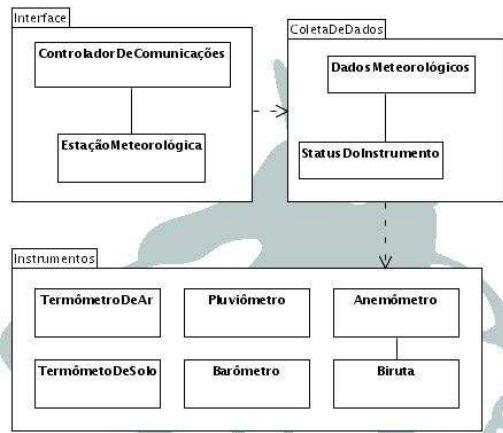 Interface
ControladorDeComunicações
EstaçãoMeteorológica
ColetaDeDados
DadosMeteorológicos
StatusDoInstrumento
Instrumentos
TermômetroDeAr
Pluviômetro
Anemômetro
TermômetoDeSolo
Barômetro
Biruta